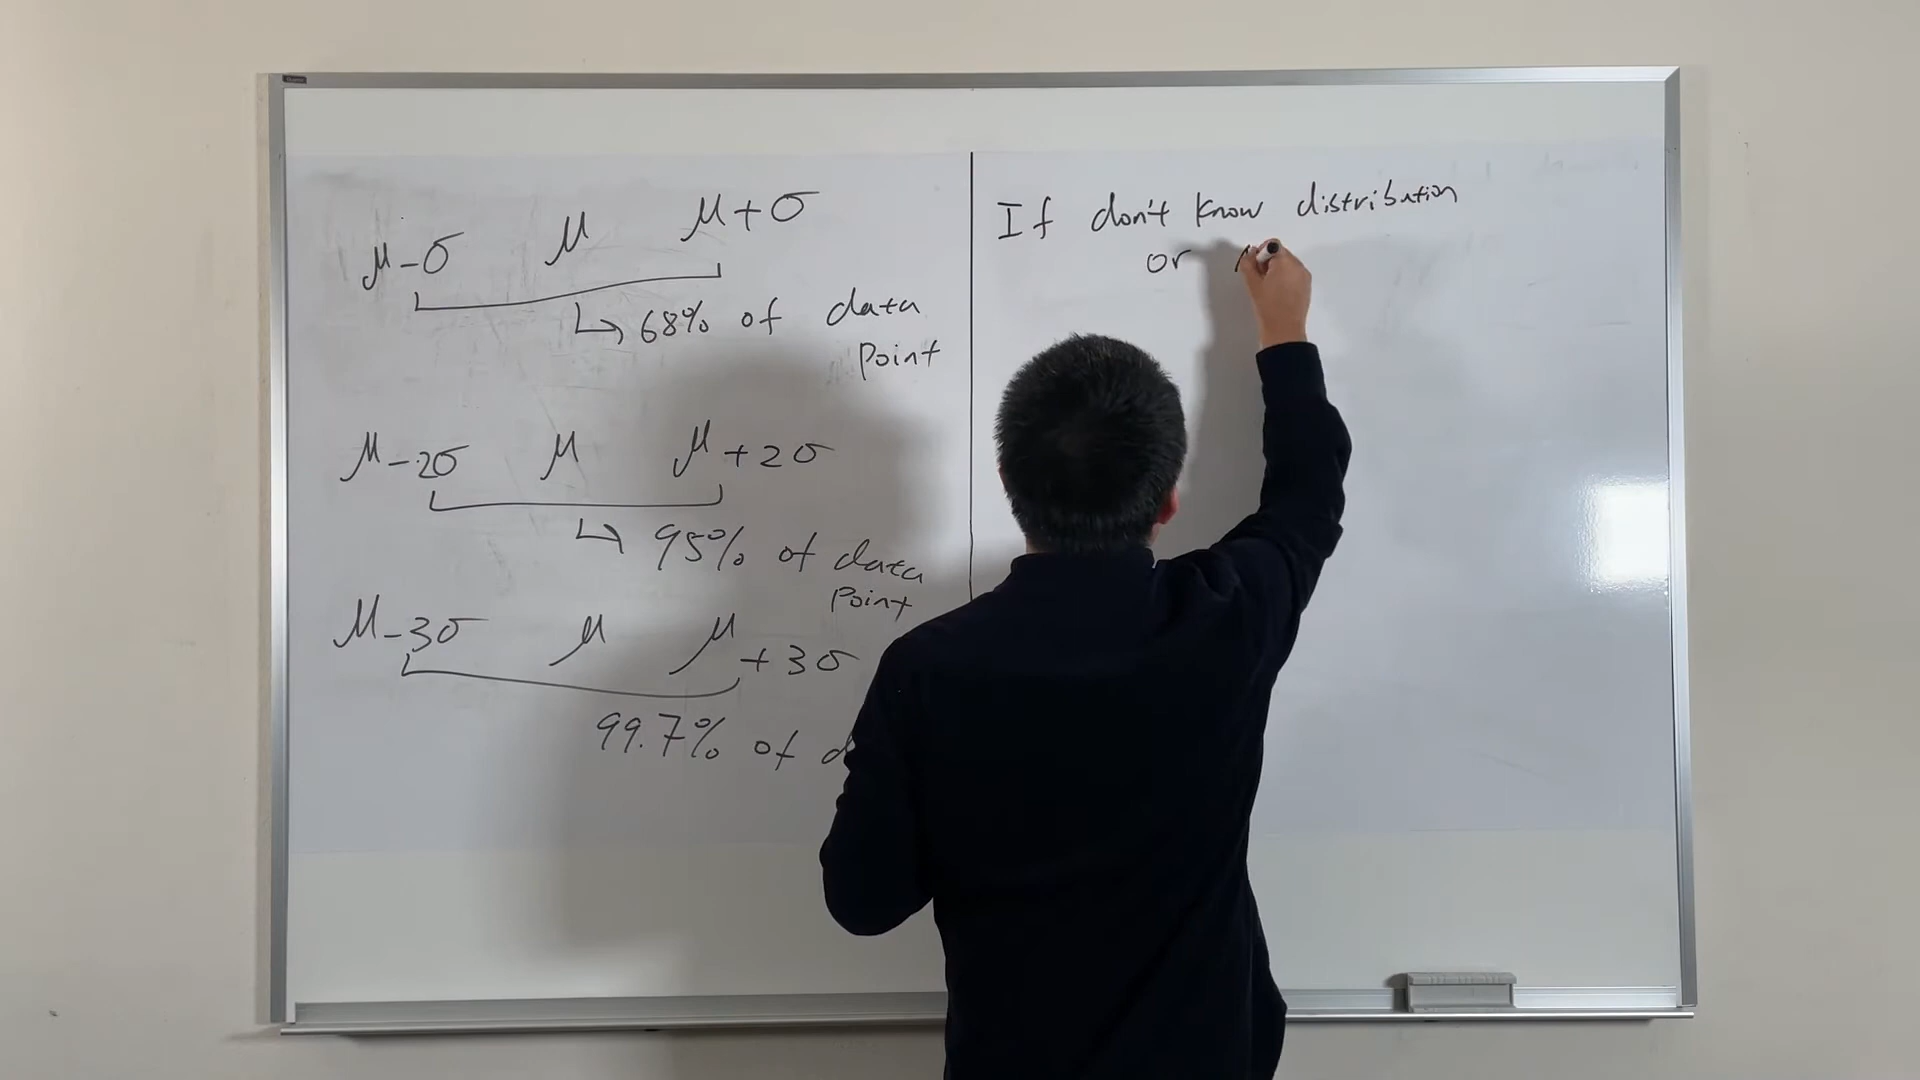 μ-σ μ μ+σ
↳ 68% of data
point
μ-2σ μ μ+2σ
↳ 95% of data
point
μ-3σ μ μ+3σ
99.7% of
If don't know distribution
or